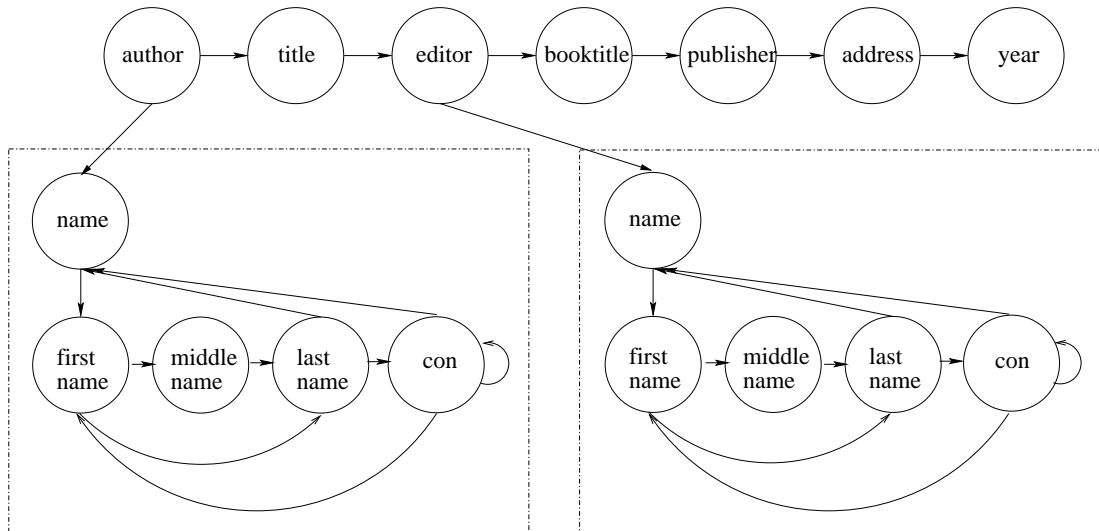 author title editor booktitle publisher address year
name name
first middle last con first middle last con
name name name name name name